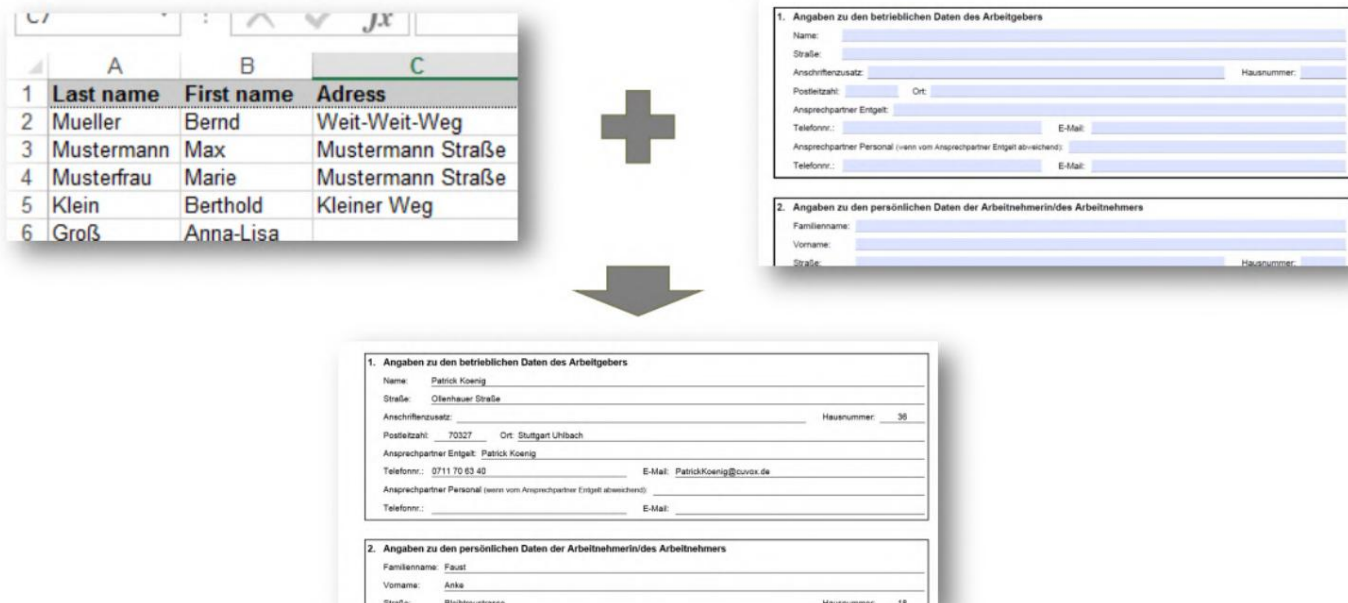 C7 fx
A B C
1 Last name First name Adress
2 Mueller Bernd Weit-Weit-Weg
3 Mustermann Max Mustermann Straße
4 Musterfrau Marie Mustermann Straße
5 Klein Berthold Kleiner Weg
6 Groß Anna-Lisa
1. Angaben zu den betrieblichen Daten des Arbeitgebers
Name:
Straße:
Anschriftenzusatz: Hausnummer:
Postleitzahl: Ort:
Ansprechpartner Entgelt:
Telefonnr.: E-Mail:
Ansprechpartner Personal (wenn vom Ansprechpartner Entgelt abweichend):
Telefonnr.: E-Mail:
2. Angaben zu den persönlichen Daten der Arbeitnehmerin/des Arbeitnehmers
Familienname:
Vorname:
Straße: Hausnummer:
1. Angaben zu den betrieblichen Daten des Arbeitgebers
Name: Patrick Koenig
Straße: Ollenhauer Straße
Anschriftenzusatz: Hausnummer: 36
Postleitzahl: 70327 Ort: Stuttgart Uhlbach
Ansprechpartner Entgelt: Patrick Koenig
Telefonnr.: 0711 70 63 40 E-Mail: PatrickKoenig@cuvox.de
Ansprechpartner Personal (wenn vom Ansprechpartner Entgelt abweichend):
Telefonnr.: E-Mail:
2. Angaben zu den persönlichen Daten der Arbeitnehmerin/des Arbeitnehmers
Familienname: Faust
Vorname: Anke
Straße: Bleibtreustrasse Hausnummer: 18